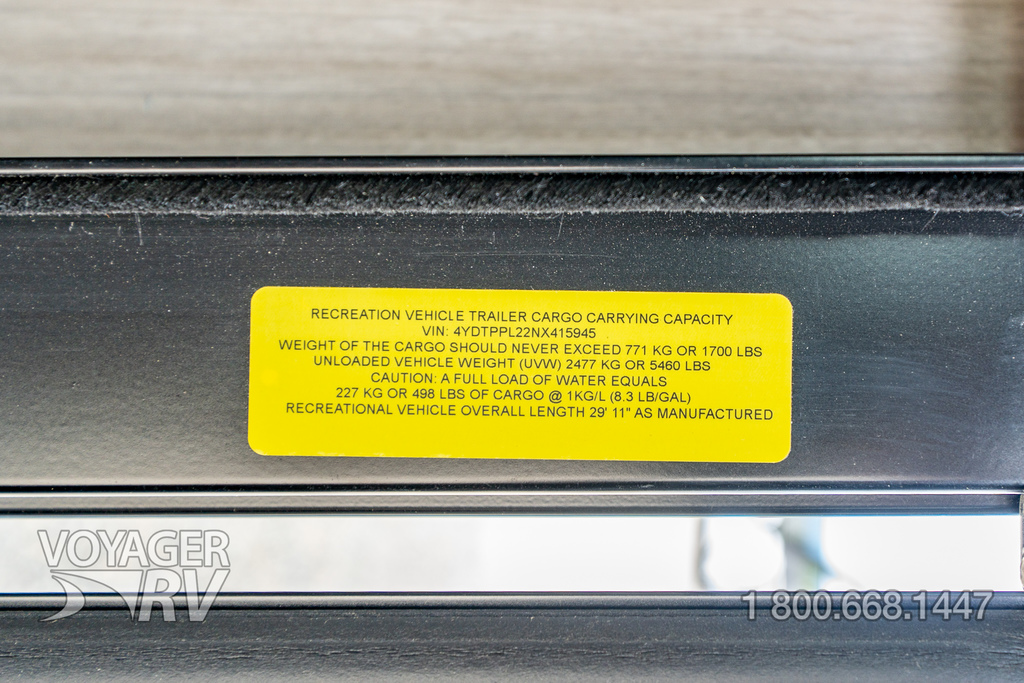 RECREATION VEHICLE TRAILER CARGO CARRYING CAPACITY
VIN: 4YDTPPL22NX415945
WEIGHT OF THE CARGO SHOULD NEVER EXCEED 771 KG OR 1700 LBS
UNLOADED VEHICLE WEIGHT (UVW) 2477 KG OR 5460 LBS
CAUTION: A FULL LOAD OF WATER EQUALS
227 KG OR 498 LBS OF CARGO @ 1KG/L (8.3 LB/GAL)
RECREATIONAL VEHICLE OVERALL LENGTH 29' 11" AS MANUFACTURED
VOYAGER
RV
1 800.668.1447